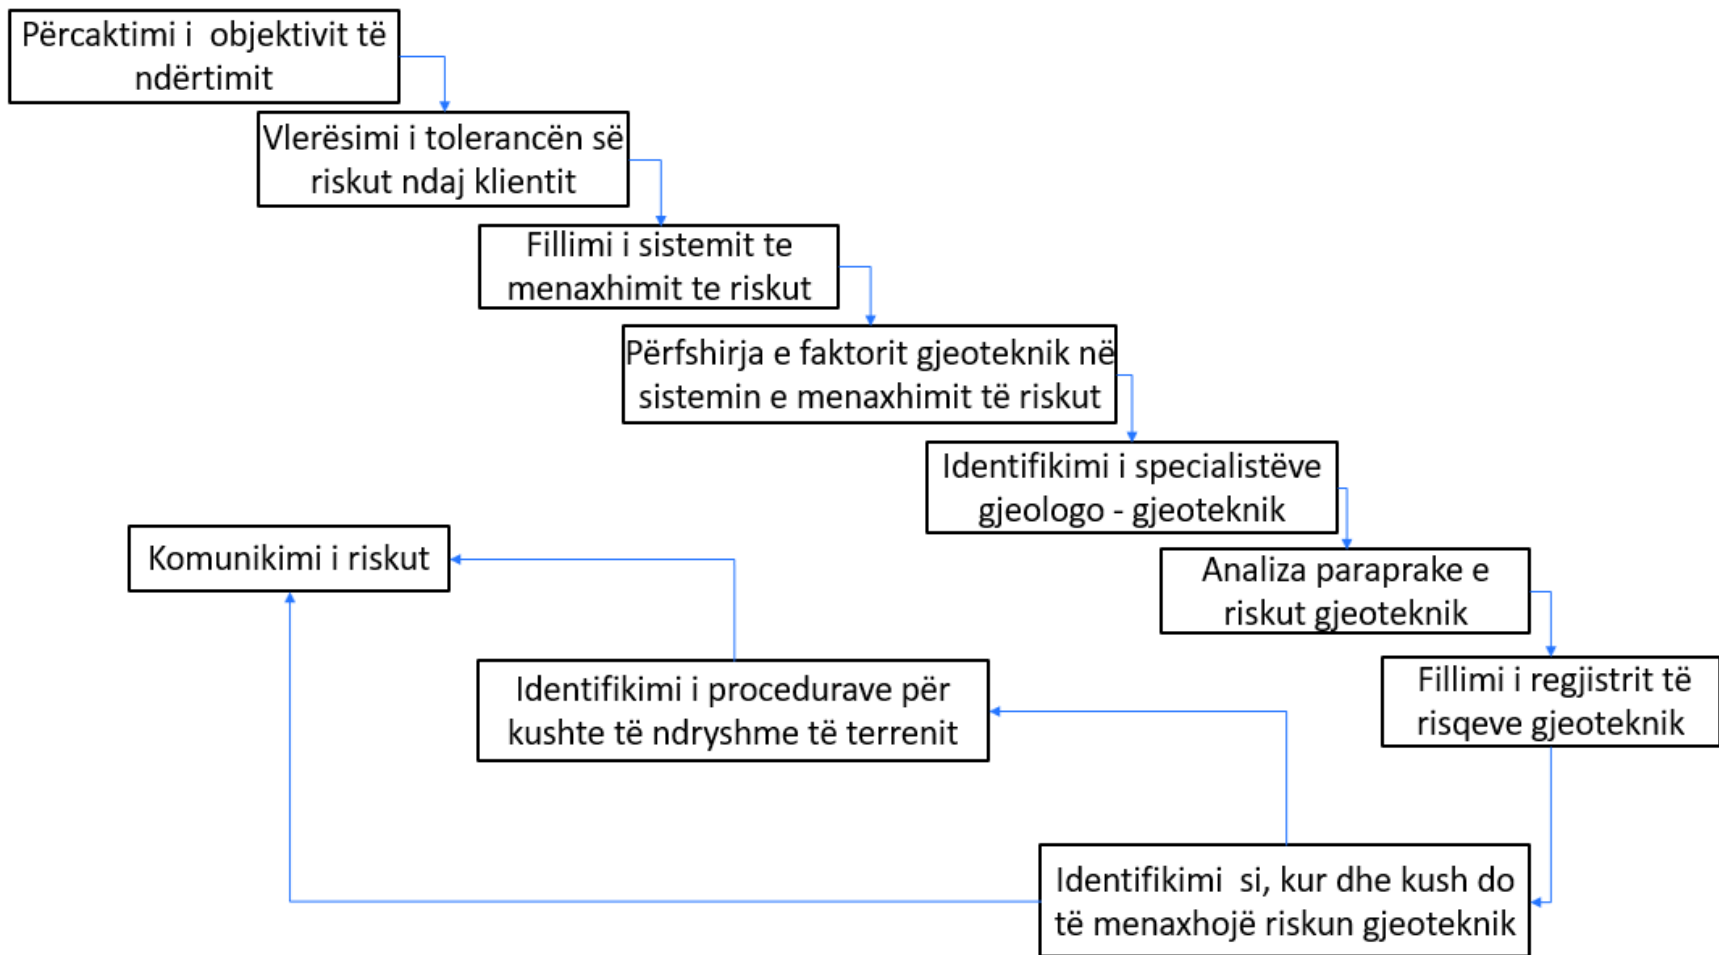 Përcaktimi i objektivit të
ndërtimit
Vlerësimi i tolerancën së
riskut ndaj klientit
Fillimi i sistemit te
menaxhimit te riskut
Përfshirja e faktorit gjeoteknik në
sistemin e menaxhimit të riskut
Identifikimi i specialistëve
gjeologo - gjeoteknik
Analiza paraprake e
riskut gjeoteknik
Fillimi i regjistrit të
risqeve gjeoteknik
Identifikimi si, kur dhe kush do
të menaxhojë riskun gjeoteknik
Identifikimi i procedurave për
kushte të ndryshme të terrenit
Komunikimi i riskut